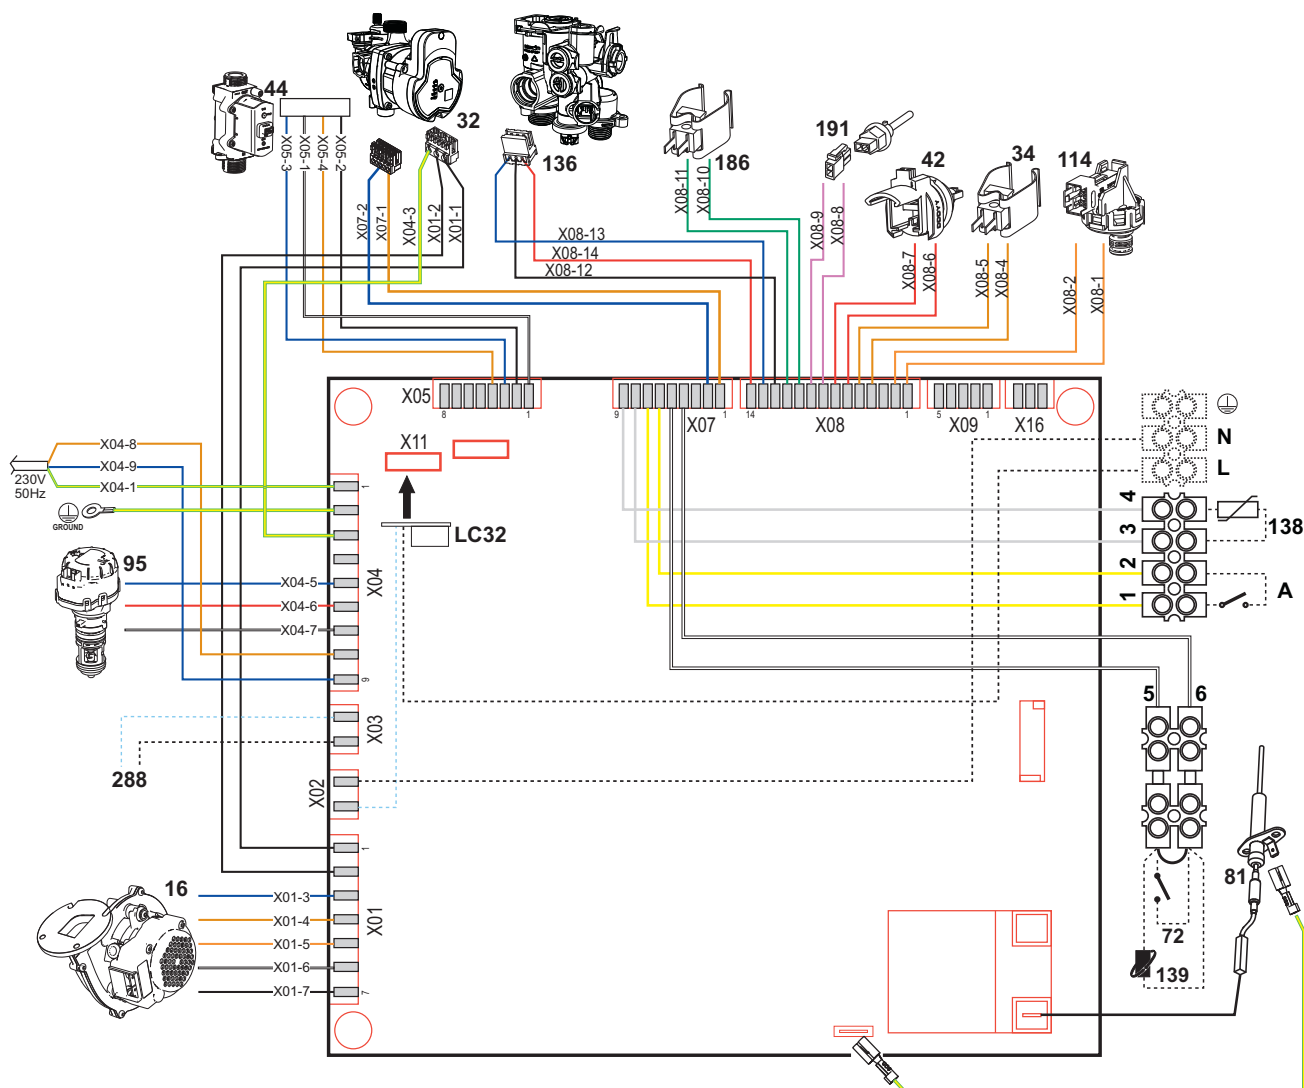 44
32
136
186
191
42
34
114
X05-3
X05-1
X05-4
X05-2
X07-2
X07-1
X04-3
X01-2
X01-1
X08-13
X08-14
X08-12
X08-11
X08-10
X08-9
X08-8
X08-7
X08-6
X08-5
X08-4
X08-2
X08-1
X05
8
1
9
1
X07
14
1
X08
5
1
X09
X16
X11
LC32
N
L
4
3
2
1
138
A
X04-8
X04-9
X04-1
230V
50Hz
GROUND
95
X04-5
X04-6
X04-7
1
X04
9
X03
288
X02
1
X01
7
16
X01-3
X01-4
X01-5
X01-6
X01-7
5
6
72
139
81